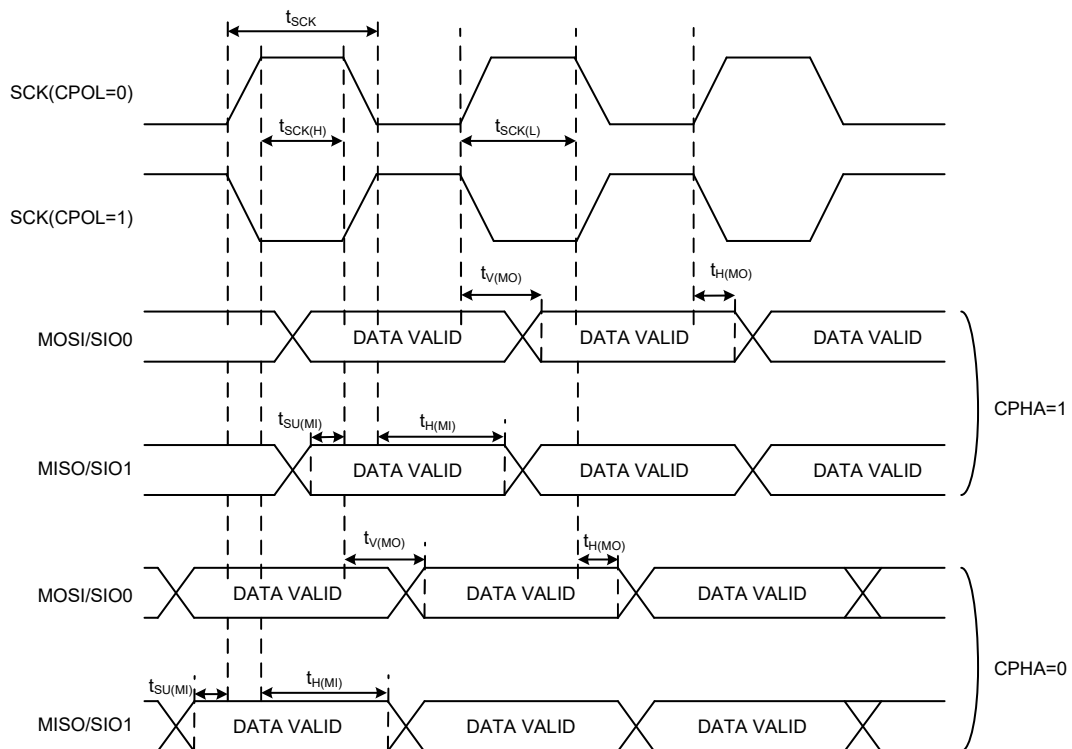 tSCK
SCK(CPOL=0)
tSCK(H)
tSCK(L)
SCK(CPOL=1)
tV(MO)
tH(MO)
MOSI/SIO0
DATA VALID
DATA VALID
DATA VALID
CPHA=1
tSU(MI)
tH(MI)
MISO/SIO1
DATA VALID
DATA VALID
DATA VALID
tV(MO)
tH(MO)
MOSI/SIO0
DATA VALID
DATA VALID
DATA VALID
CPHA=0
tSU(MI)
tH(MI)
MISO/SIO1
DATA VALID
DATA VALID
DATA VALID